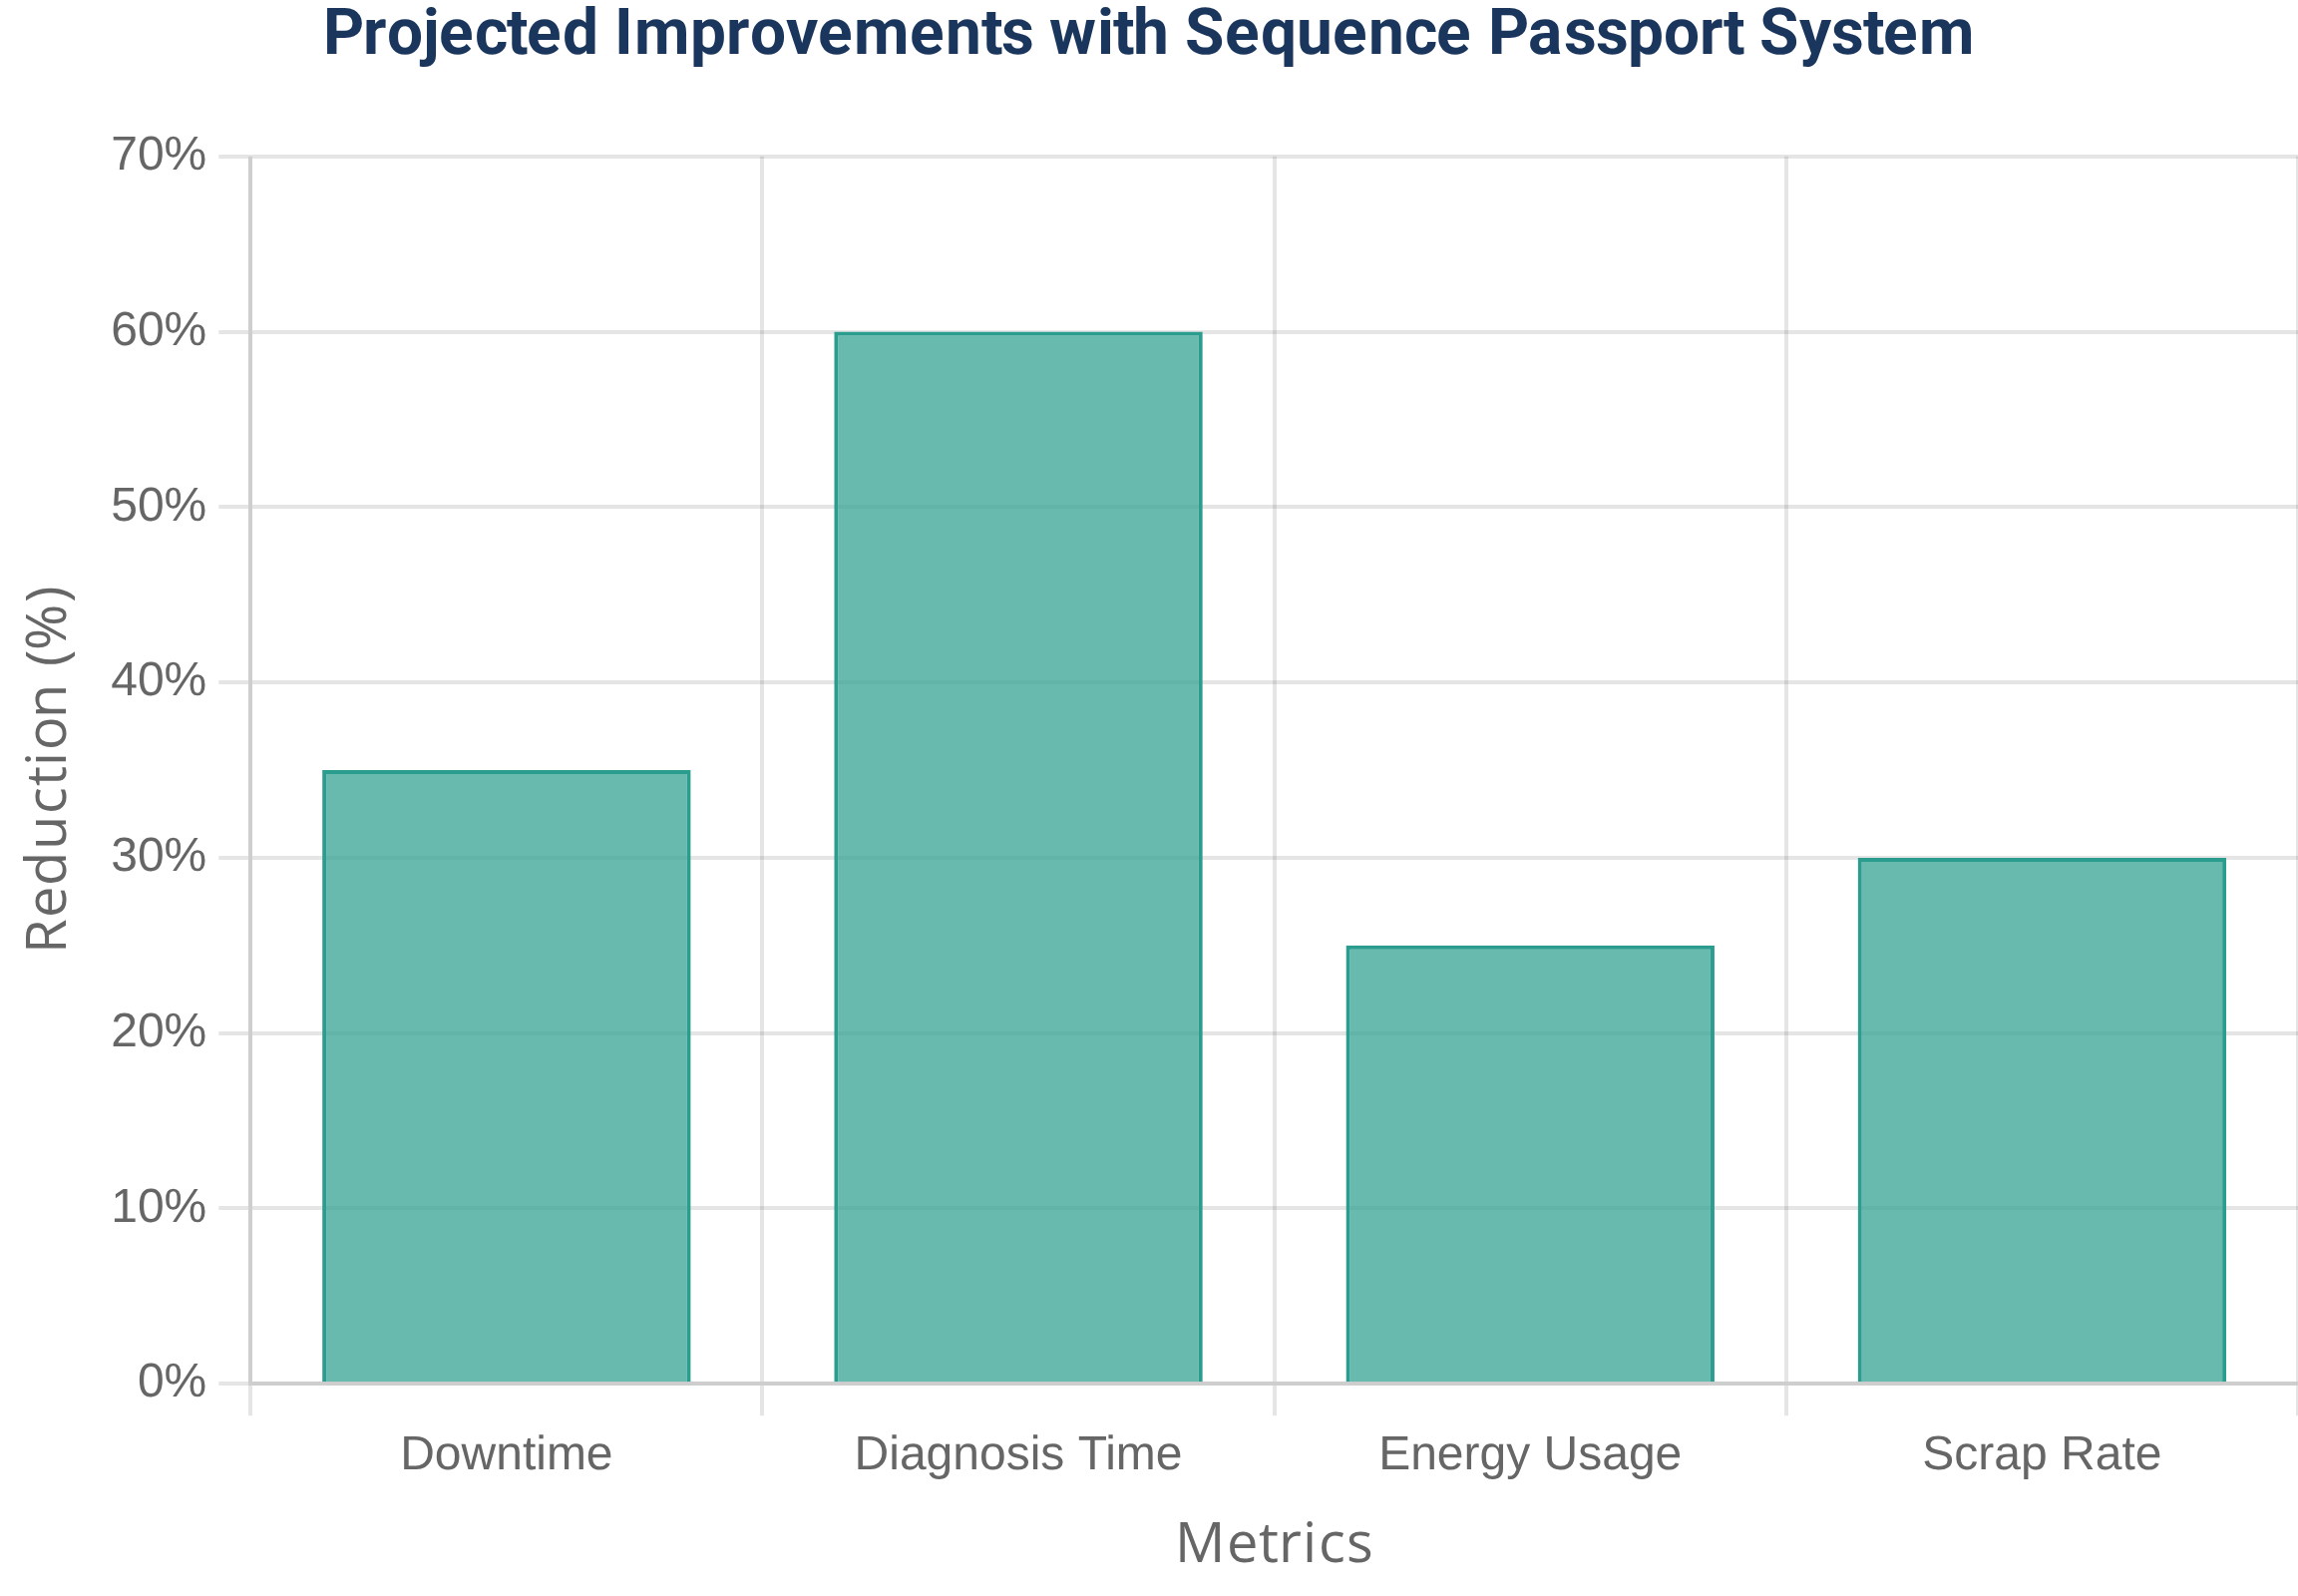 Projected Improvements with Sequence Passport System
70%
60%
50%
40%
30%
20%
10%
0%
Reduction (%)
Downtime
Diagnosis Time
Energy Usage
Scrap Rate
Metrics